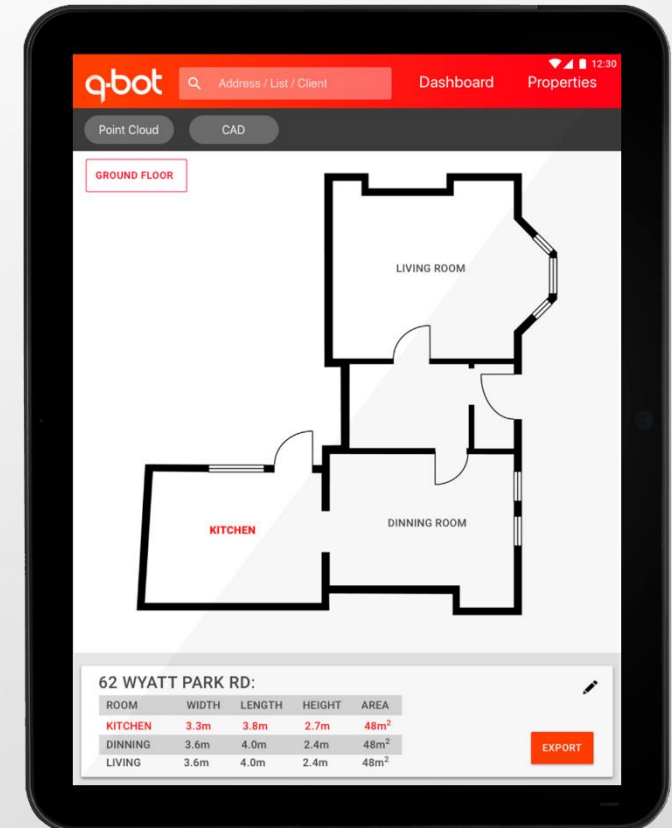 q-bot Address / List / Client Dashboard Properties 12:30
Point Cloud CAD
GROUND FLOOR
LIVING ROOM
KITCHEN
DINNING ROOM
62 WYATT PARK RD:
ROOM WIDTH LENGTH HEIGHT AREA
KITCHEN 3.3m 3.8m 2.7m 48m²
DINNING 3.6m 4.0m 2.4m 48m²
LIVING 3.6m 4.0m 2.4m 48m²
EXPORT